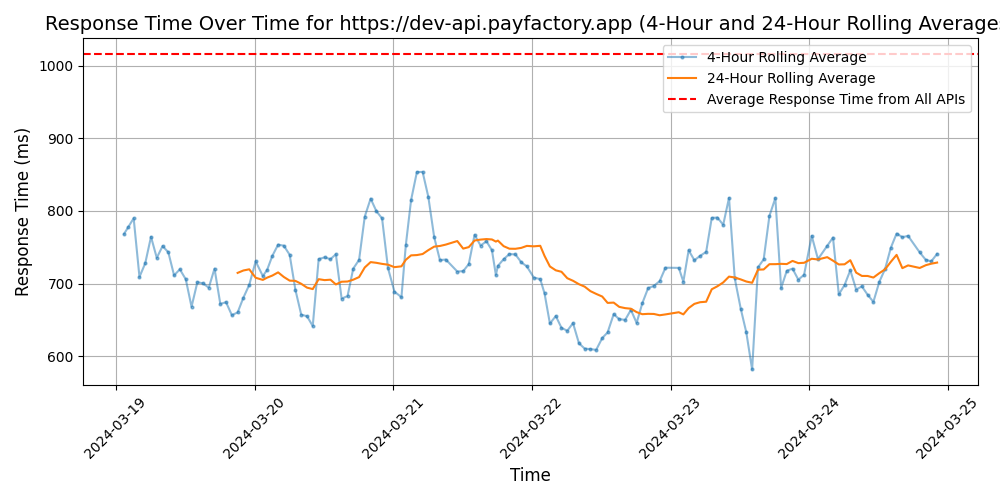 Response Time Over Time for https://dev-api.payfactory.app (4-Hour and 24-Hour Rolling Average
4-Hour Rolling Average
24-Hour Rolling Average
Average Response Time from All APIs
Response Time (ms)
1000
900
800
700
600
2024-03-19
2024-03-20
2024-03-21
2024-03-22
2024-03-23
2024-03-24
2024-03-25
Time